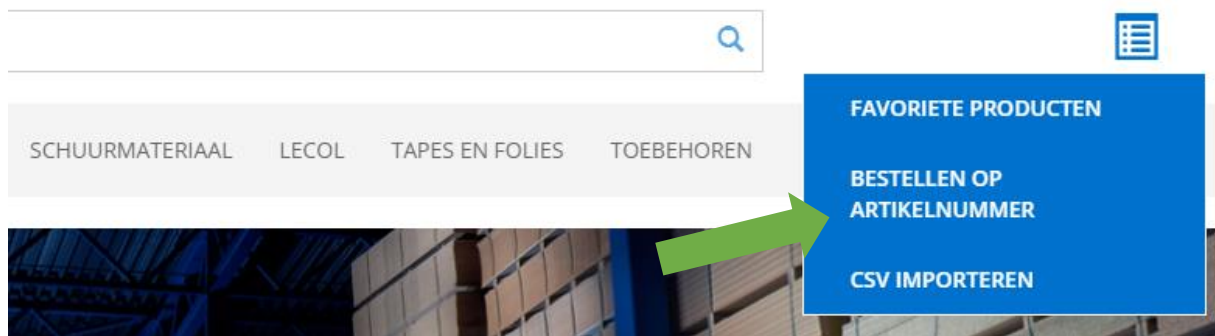 SCHUURMATERIAAL LECOL TAPES EN FOLIES TOEBEHOREN
FAVORIETE PRODUCTEN
BESTELLEN OP
ARTIKELNUMMER
CSV IMPORTEREN